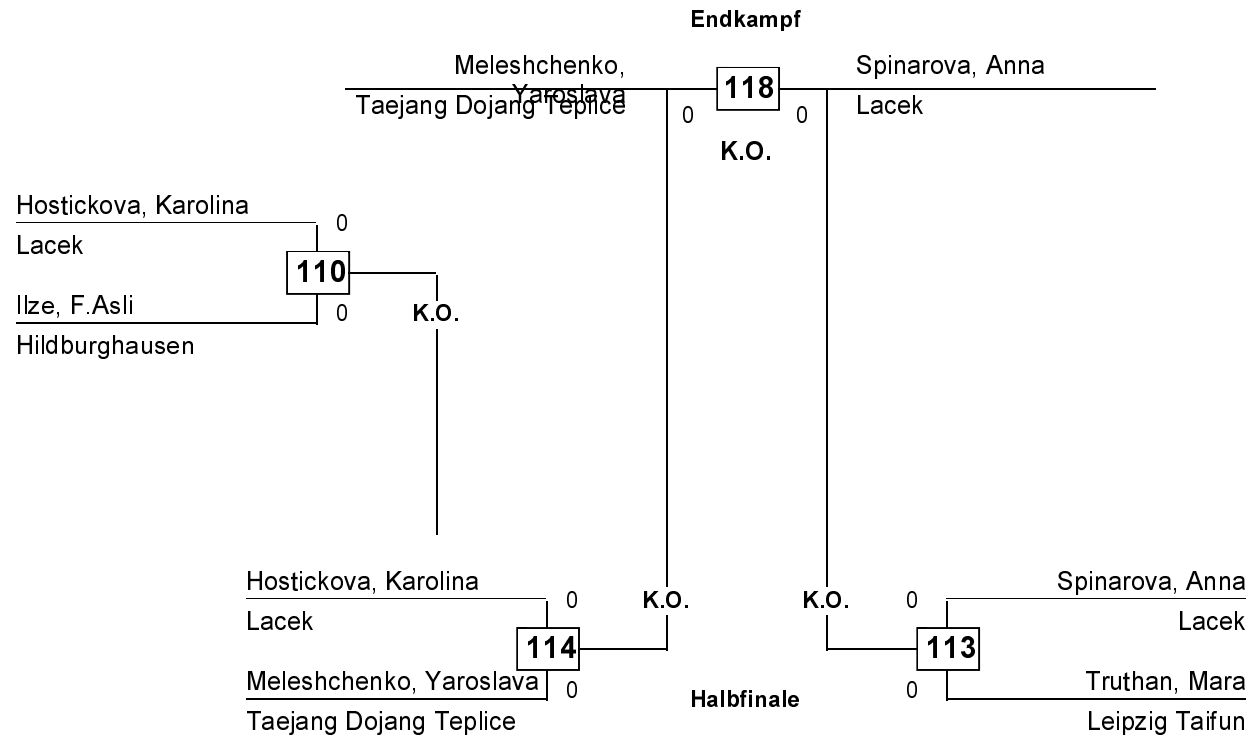 Endkampf
Meleshchenko,
Yaroslava
Taejang Dojang Teplice
0
118
0
K.O.
Spinarova, Anna
Lacek
Hostickova, Karolina
0
Lacek
110
Ilze, F.Asli
0
K.O.
Hildburghausen
Hostickova, Karolina
0
Lacek
114
K.O.
Meleshchenko, Yaroslava
0
Taejang Dojang Teplice
Halbfinale
K.O.
0
Spinarova, Anna
Lacek
113
0
Truthan, Mara
Leipzig Taifun